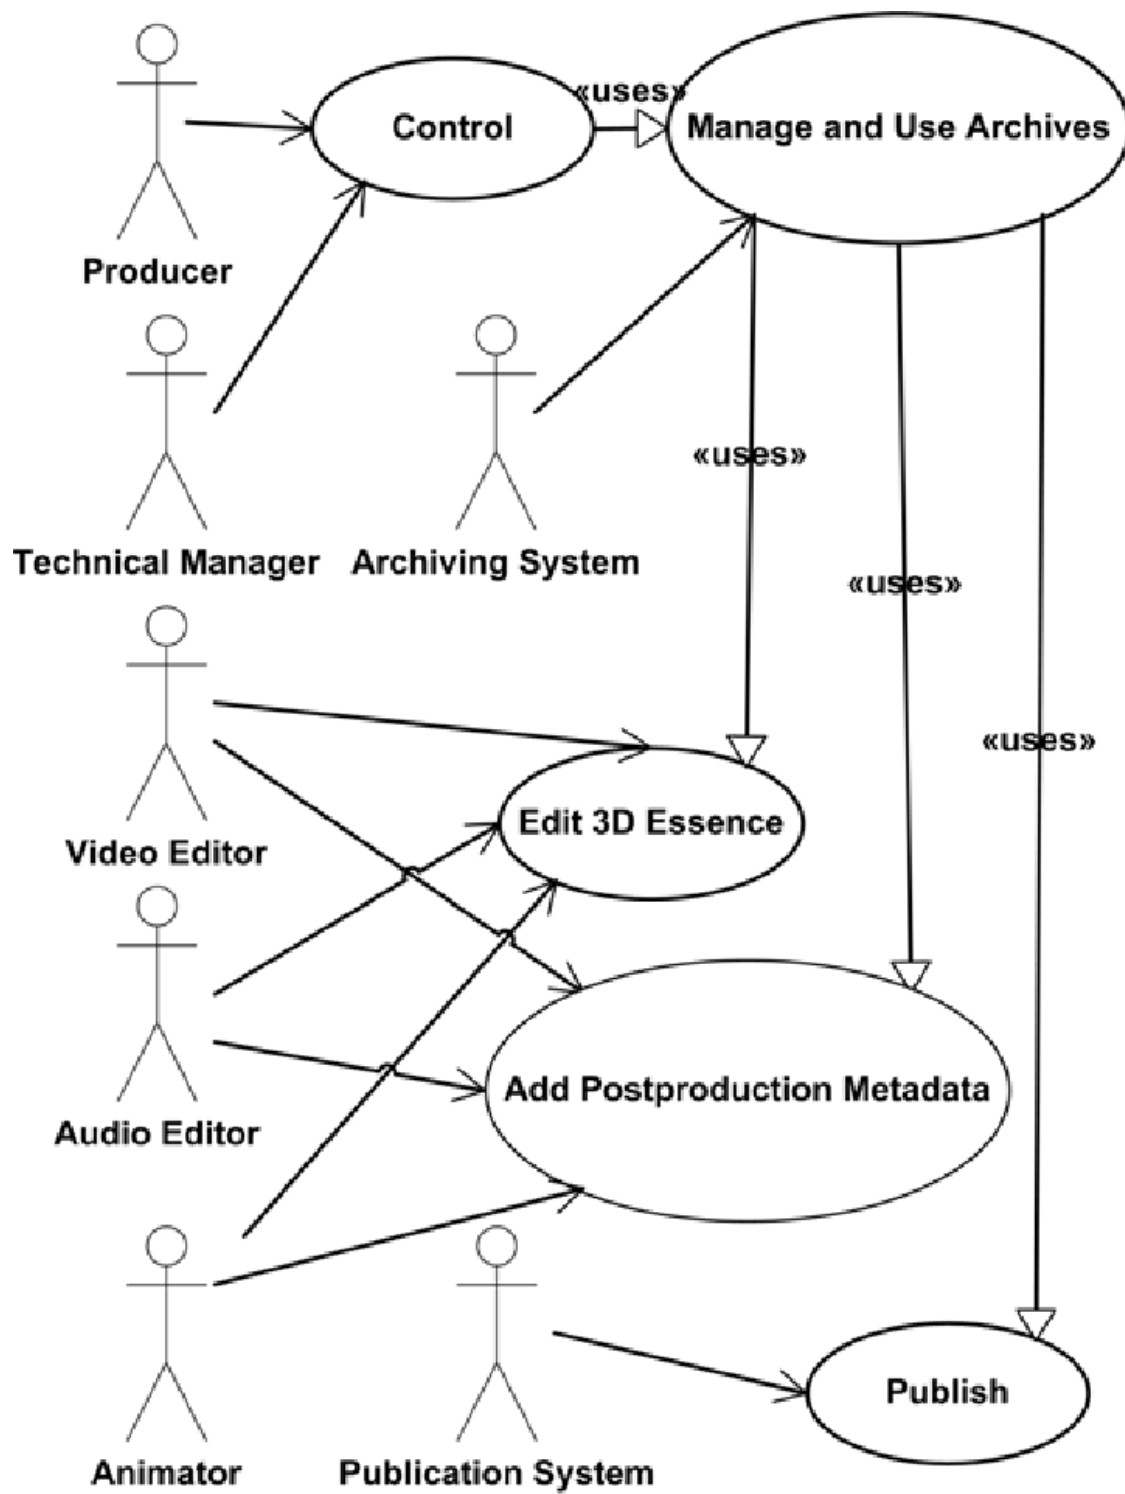 «uses»
Control
Manage and Use Archives
Producer
«uses»
Technical Manager
Archiving System
«uses»
«uses»
Edit 3D Essence
Video Editor
Add Postproduction Metadata
Audio Editor
Publish
Animator
Publication System